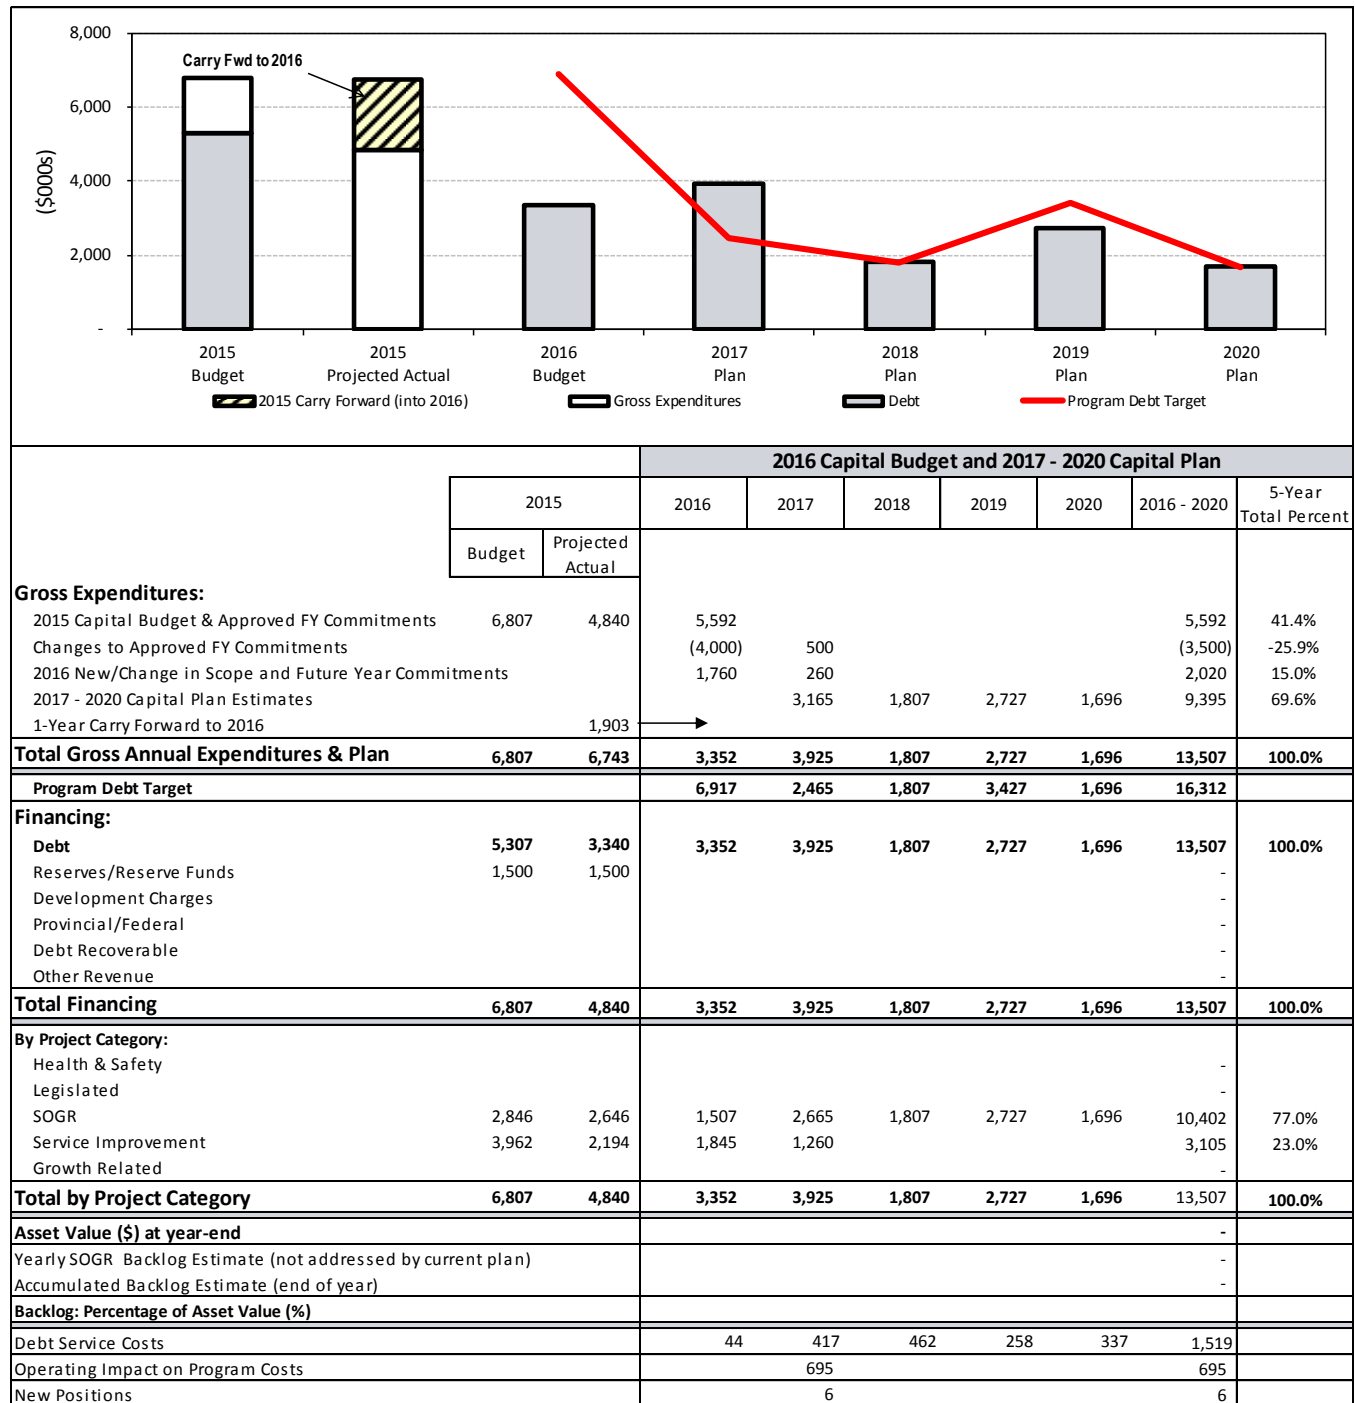 8,000
Carry Fwd to 2016
6,000
($000s)
4,000
2,000
-
2015 2015 2016 2017 2018 2019 2020
Budget Projected Actual Budget Plan Plan Plan Plan
2015 Carry Forward (into 2016) Gross Expenditures Debt Program Debt Target
2016 Capital Budget and 2017 - 2020 Capital Plan
2015 2016 2017 2018 2019 2020 2016 - 2020 5-Year
Total Percent
Budget Projected
Actual
Gross Expenditures:
2015 Capital Budget & Approved FY Commitments 6,807 4,840 5,592 5,592 41.4%
Changes to Approved FY Commitments (4,000) 500 (3,500) -25.9%
2016 New/Change in Scope and Future Year Commitments 1,760 260 2,020 15.0%
2017 - 2020 Capital Plan Estimates 3,165 1,807 2,727 1,696 9,395 69.6%
1-Year Carry Forward to 2016 1,903
Total Gross Annual Expenditures & Plan 6,807 6,743 3,352 3,925 1,807 2,727 1,696 13,507 100.0%
Program Debt Target 6,917 2,465 1,807 3,427 1,696 16,312
Financing:
Debt 5,307 3,340 3,352 3,925 1,807 2,727 1,696 13,507 100.0%
Reserves/Reserve Funds 1,500 1,500 -
Development Charges -
Provincial/Federal -
Debt Recoverable -
Other Revenue -
Total Financing 6,807 4,840 3,352 3,925 1,807 2,727 1,696 13,507 100.0%
By Project Category:
Health & Safety -
Legislated -
SOGR 2,846 2,646 1,507 2,665 1,807 2,727 1,696 10,402 77.0%
Service Improvement 3,962 2,194 1,845 1,260 3,105 23.0%
Growth Related -
Total by Project Category 6,807 4,840 3,352 3,925 1,807 2,727 1,696 13,507 100.0%
Asset Value ($) at year-end -
Yearly SOGR Backlog Estimate (not addressed by current plan) -
Accumulated Backlog Estimate (end of year) -
Backlog: Percentage of Asset Value (%)
Debt Service Costs 44 417 462 258 337 1,519
Operating Impact on Program Costs 695 695
New Positions 6 6